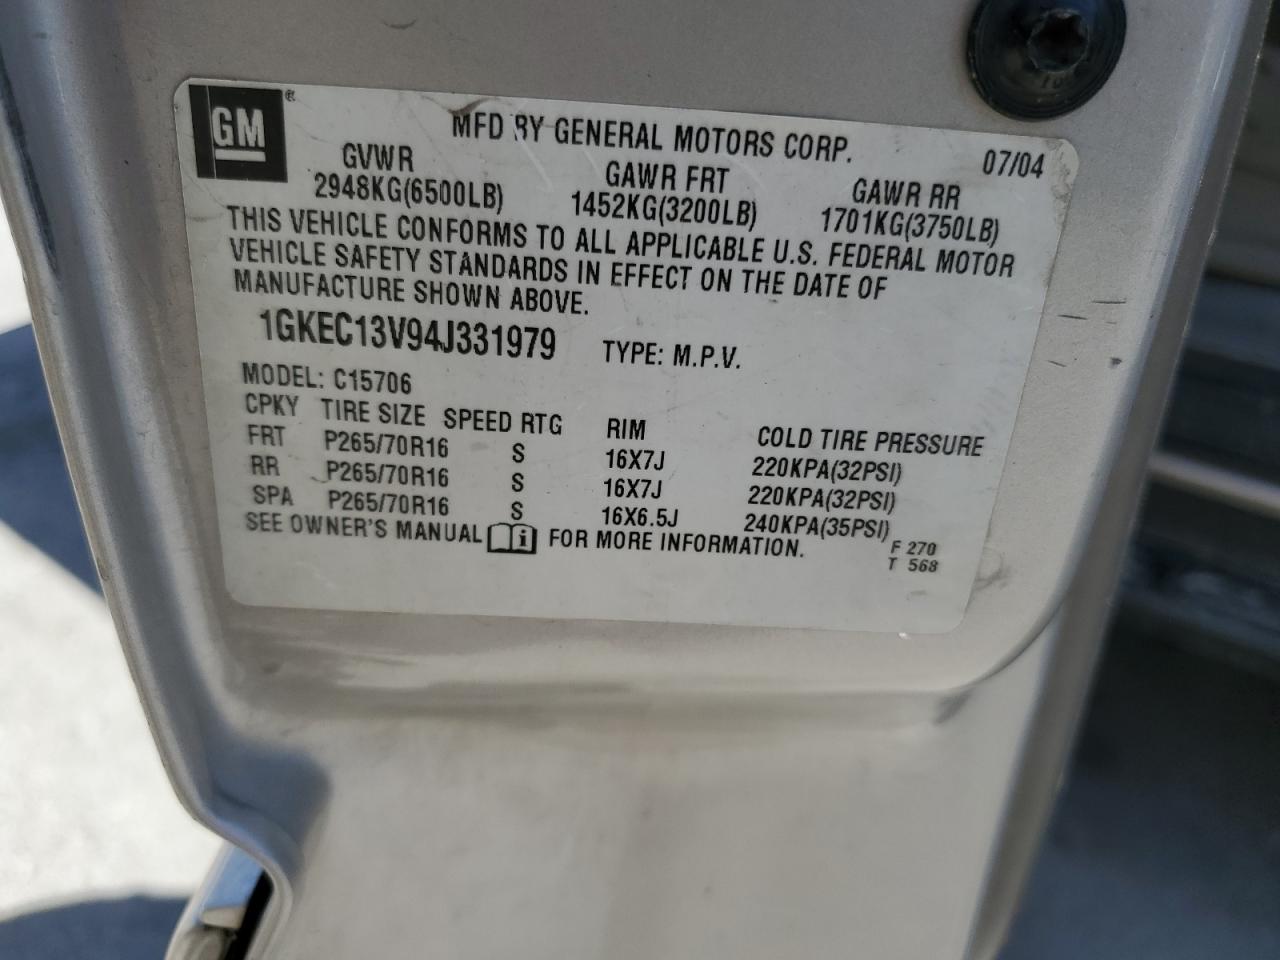 GM®
MFD BY GENERAL MOTORS CORP. 07/04
GVWR GAWR FRT GAWR RR
2948KG(6500LB) 1452KG(3200LB) 1701KG(3750LB)
THIS VEHICLE CONFORMS TO ALL APPLICABLE U.S. FEDERAL MOTOR
VEHICLE SAFETY STANDARDS IN EFFECT ON THE DATE OF
MANUFACTURE SHOWN ABOVE.
1GKEC13V94J331979 TYPE: M.P.V.
MODEL: C15706
CPKY TIRE SIZE SPEED RTG RIM COLD TIRE PRESSURE
FRT P265/70R16 S 16X7J 220KPA(32PSI)
RR P265/70R16 S 16X7J 220KPA(32PSI)
SPA P265/70R16 S 16X6.5J 240KPA(35PSI)
SEE OWNER'S MANUAL i FOR MORE INFORMATION.
F 270
T 568